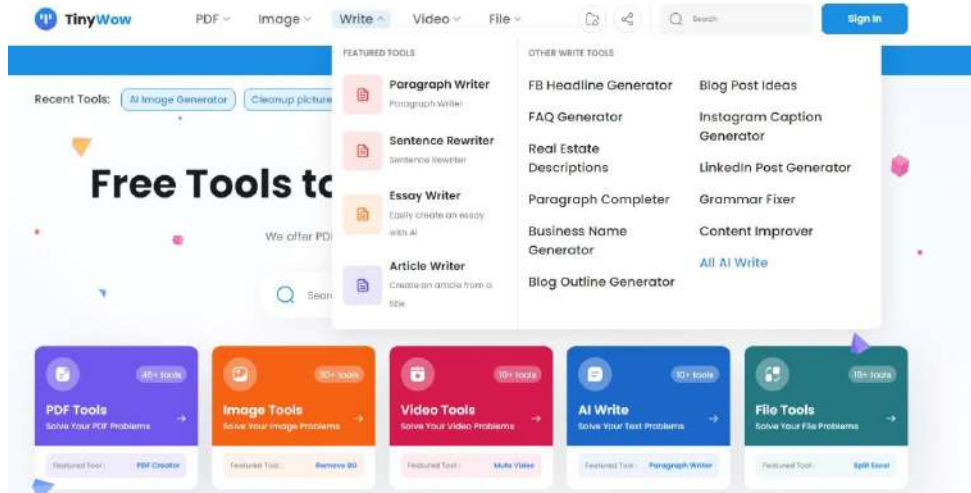 TinyWow
PDF
Image
Write
Video
File
Search
Sign In
FEATURED TOOLS
Paragraph Writer
Paragraph Writer
Sentence Rewriter
Sentence Rewriter
Essay Writer
Easily create an essay
with AI
Article Writer
Create an article from a
title
OTHER WRITE TOOLS
FB Headline Generator
FAQ Generator
Real Estate
Descriptions
Paragraph Completer
Business Name
Generator
Blog Outline Generator
Blog Post Ideas
Instagram Caption
Generator
LinkedIn Post Generator
Grammar Fixer
Content Improver
All AI Write
Recent Tools:
AI Image Generator
Cleanup picture
Free Tools to
We offer PD
Sear
45+ tools
PDF Tools
Solve Your PDF Problems
Featured Tool :
PDF Creator
30+ tools
Image Tools
Solve Your Image Problems
Featured Tool :
Remove BG
10+ tools
Video Tools
Solve Your Video Problems
Featured Tool :
Mute Video
10+ tools
AI Write
Solve Your Text Problems
Featured Tool :
Paragraph Writer
15+ tools
File Tools
Solve Your File Problems
Featured Tool :
Split Excel